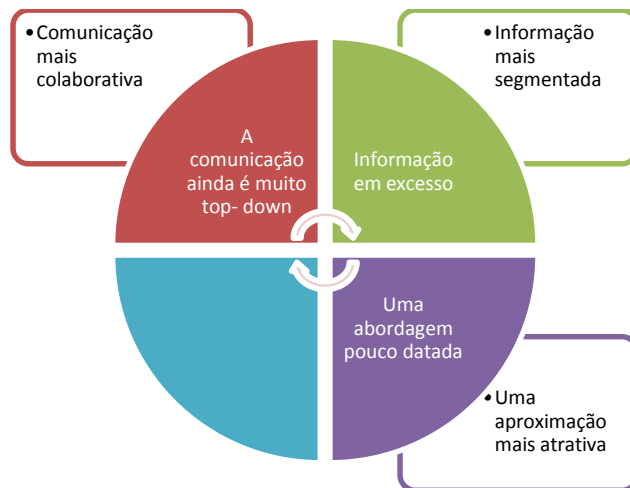 •Comunicação
mais
colaborativa
•Informação
mais
segmentada
A
comunicação
ainda é muito
top- down
Informação
em excesso
Uma
abordagem
pouco datada
•Uma
aproximação
mais atrativa